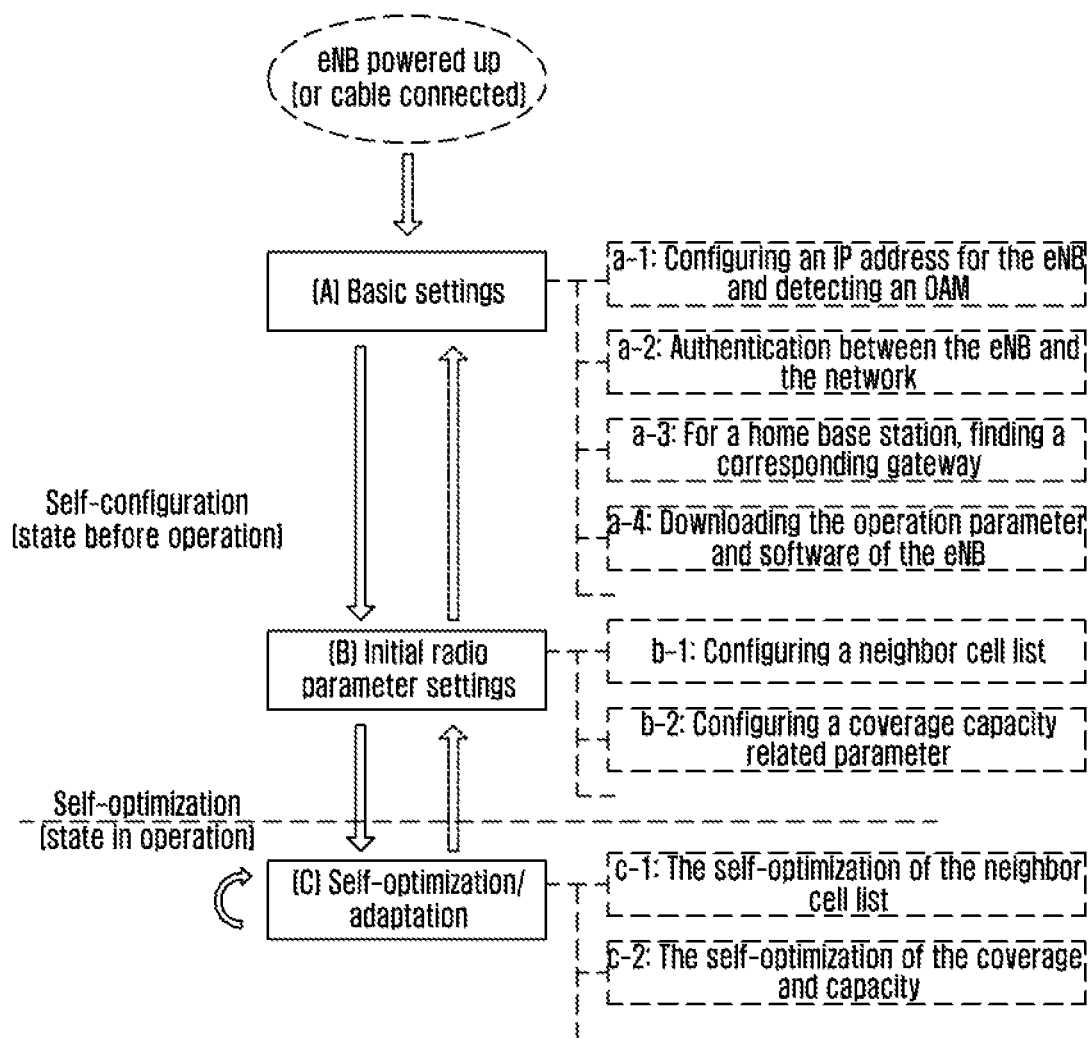 eNB powered up
(or cable connected)
(A) Basic settings
a-1: Configuring an IP address for the eNB
and detecting an OAM
a-2: Authentication between the eNB and
the network
a-3: For a home base station, finding a
corresponding gateway
a-4: Downloading the operation parameter
and software of the eNB
Self-configuration
(state before operation)
(B) Initial radio
parameter settings
b-1: Configuring a neighbor cell list
b-2: Configuring a coverage capacity
related parameter
Self-optimization
(state in operation)
(C) Self-optimization/
adaptation
c-1: The self-optimization of the neighbor
cell list
c-2: The self-optimization of the coverage
and capacity